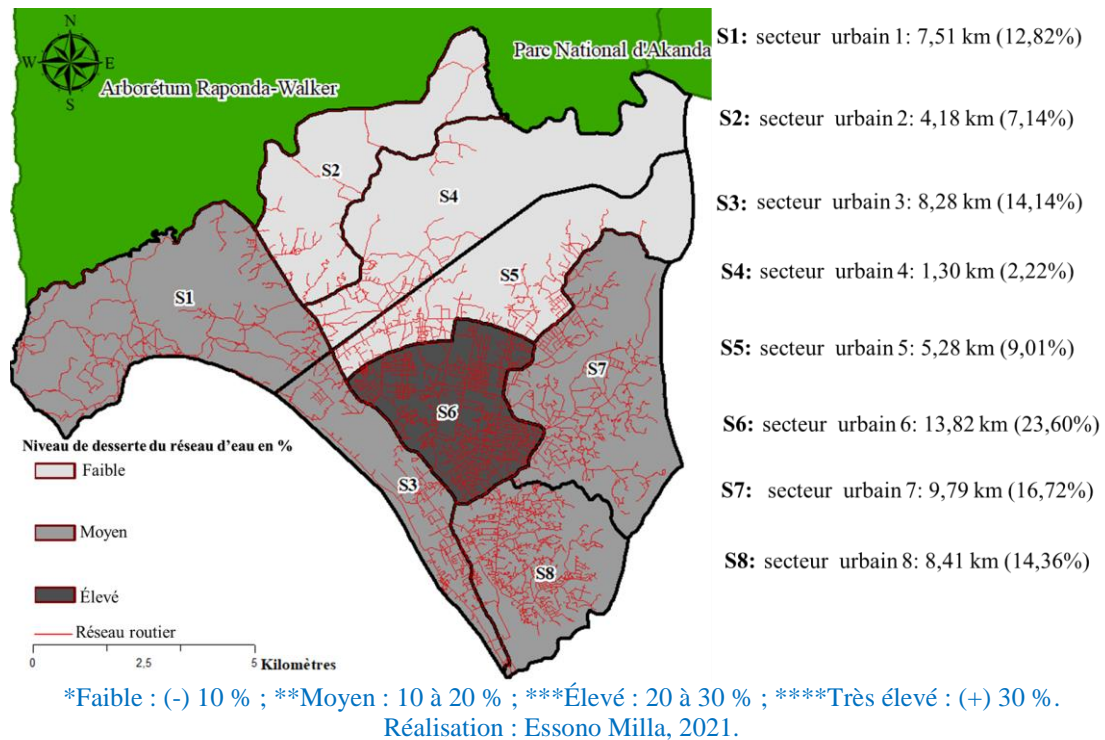 N
W E
S
Arborétum Raponda-Walker
Parc National d'Akanda
S2
S4
S1
S5
S7
S6
S3
S8
Niveau de desserte du réseau d'eau en %
Faible
Moyen
Élevé
Réseau routier
0 2,5 5 Kilomètres
S1: secteur urbain 1: 7,51 km (12,82%)
S2: secteur urbain 2: 4,18 km (7,14%)
S3: secteur urbain 3: 8,28 km (14,14%)
S4: secteur urbain 4: 1,30 km (2,22%)
S5: secteur urbain 5: 5,28 km (9,01%)
S6: secteur urbain 6: 13,82 km (23,60%)
S7: secteur urbain 7: 9,79 km (16,72%)
S8: secteur urbain 8: 8,41 km (14,36%)
*Faible : (-) 10 % ; **Moyen : 10 à 20 % ; ***Élevé : 20 à 30 % ; ****Très élevé : (+) 30 %.
Réalisation : Essono Milla, 2021.